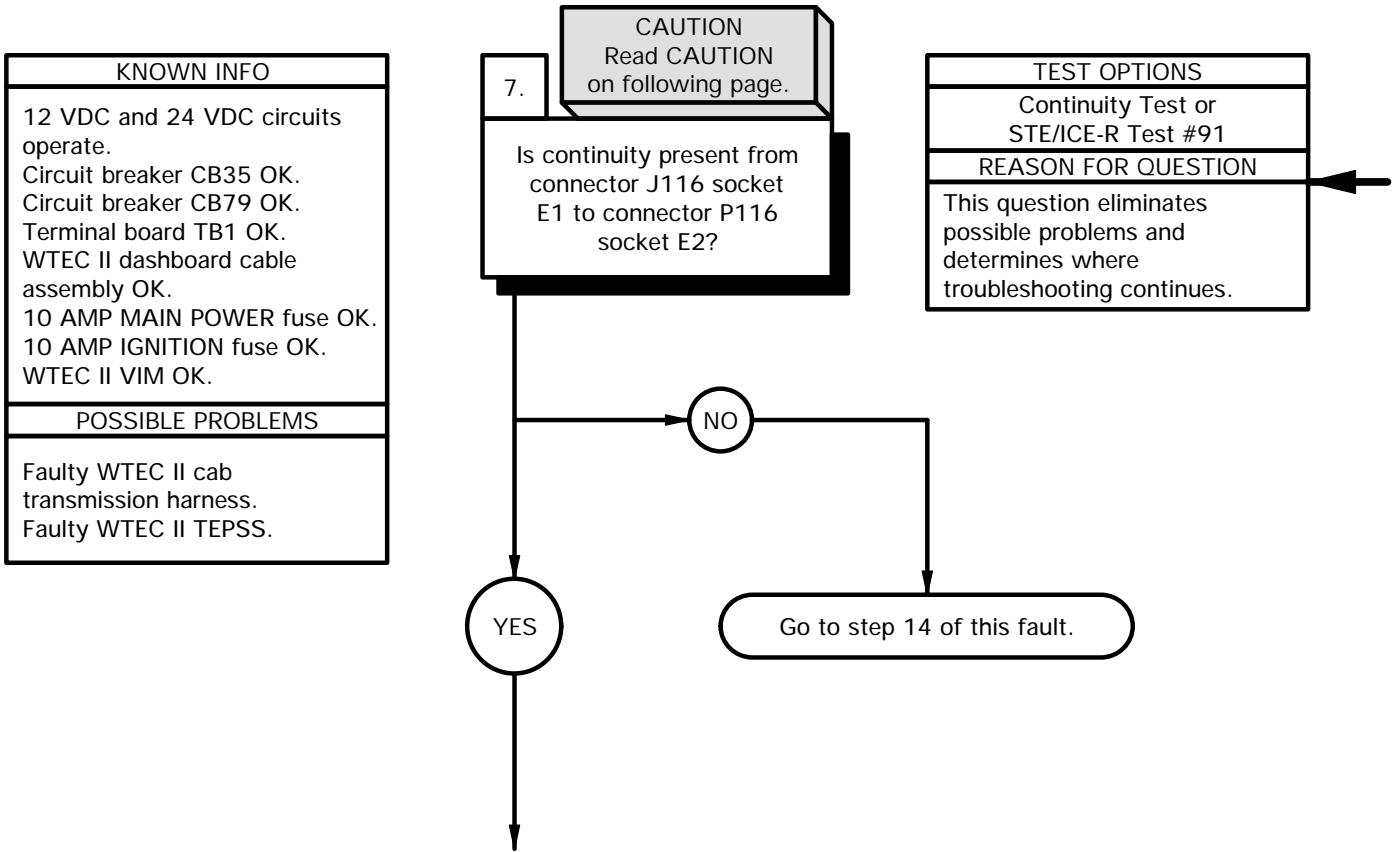 KNOWN INFO
12 VDC and 24 VDC circuits
operate.
Circuit breaker CB35 OK.
Circuit breaker CB79 OK.
Terminal board TB1 OK.
WTEC II dashboard cable
assembly OK.
10 AMP MAIN POWER fuse OK.
10 AMP IGNITION fuse OK.
WTEC II VIM OK.
POSSIBLE PROBLEMS
Faulty WTEC II cab
transmission harness.
Faulty WTEC II TEPSS.
CAUTION
Read CAUTION
on following page.
7.
Is continuity present from
connector J116 socket
E1 to connector P116
socket E2?
TEST OPTIONS
Continuity Test or
STE/ICE-R Test #91
REASON FOR QUESTION
This question eliminates
possible problems and
determines where
troubleshooting continues.
NO
YES
Go to step 14 of this fault.